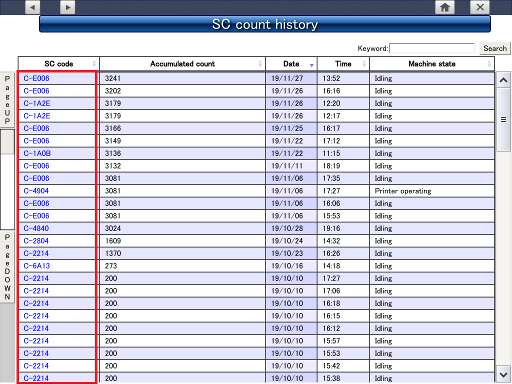 SC count history
Keyword: Search
SC code Accumulated count Date Time Machine state
PageUP
C-E006 3241 19/11/27 13:52 Idling
C-E006 3202 19/11/26 16:16 Idling
C-1A2E 3179 19/11/26 12:20 Idling
C-1A2E 3179 19/11/26 12:17 Idling
C-E006 3166 19/11/25 16:17 Idling
C-E006 3149 19/11/22 17:12 Idling
C-1A0B 3136 19/11/22 11:15 Idling
C-E006 3132 19/11/11 18:19 Idling
C-E006 3081 19/11/06 17:35 Idling
C-4904 3081 19/11/06 17:27 Printer operating
C-E006 3081 19/11/06 16:06 Idling
C-E006 3081 19/11/06 15:53 Idling
C-4840 3024 19/10/28 19:16 Idling
C-2804 1609 19/10/24 14:32 Idling
C-2214 1370 19/10/23 16:26 Idling
C-6A13 273 19/10/16 14:18 Idling
C-2214 200 19/10/10 17:27 Idling
C-2214 200 19/10/10 17:06 Idling
C-2214 200 19/10/10 16:18 Idling
C-2214 200 19/10/10 16:15 Idling
C-2214 200 19/10/10 16:12 Idling
C-2214 200 19/10/10 15:57 Idling
C-2214 200 19/10/10 15:53 Idling
C-2214 200 19/10/10 15:42 Idling
C-2214 200 19/10/10 15:38 Idling
PageDOWN